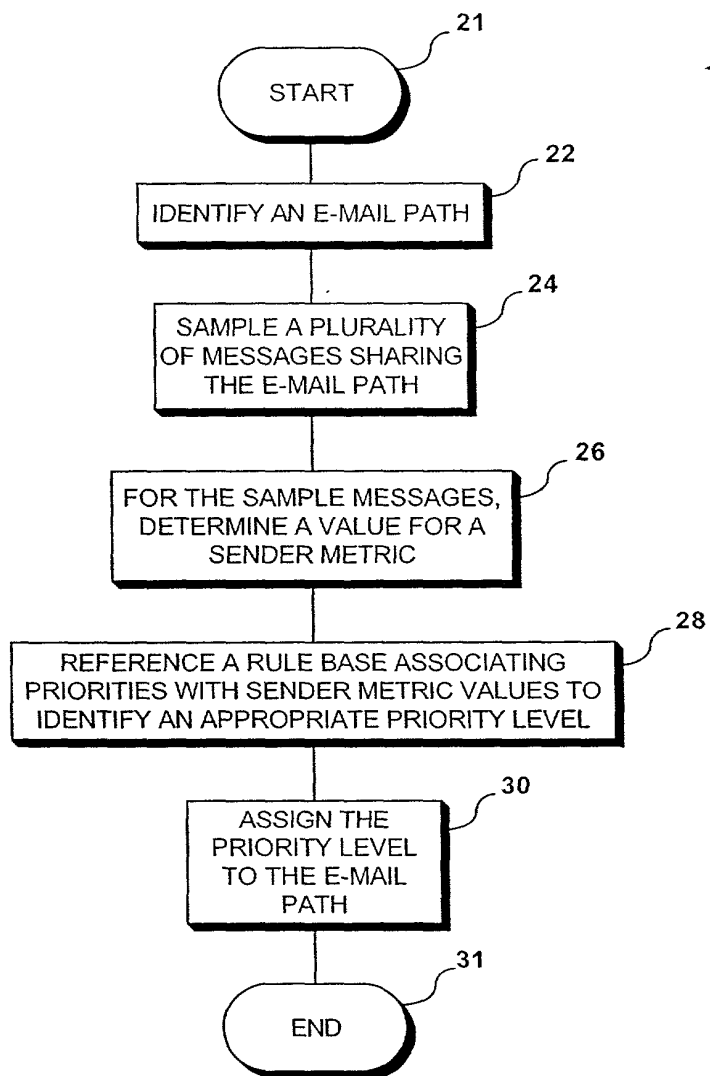 21
START
22
IDENTIFY AN E-MAIL PATH
24
SAMPLE A PLURALITY
OF MESSAGES SHARING
THE E-MAIL PATH
26
FOR THE SAMPLE MESSAGES,
DETERMINE A VALUE FOR A
SENDER METRIC
28
REFERENCE A RULE BASE ASSOCIATING
PRIORITIES WITH SENDER METRIC VALUES TO
IDENTIFY AN APPROPRIATE PRIORITY LEVEL
30
ASSIGN THE
PRIORITY LEVEL
TO THE E-MAIL
PATH
31
END